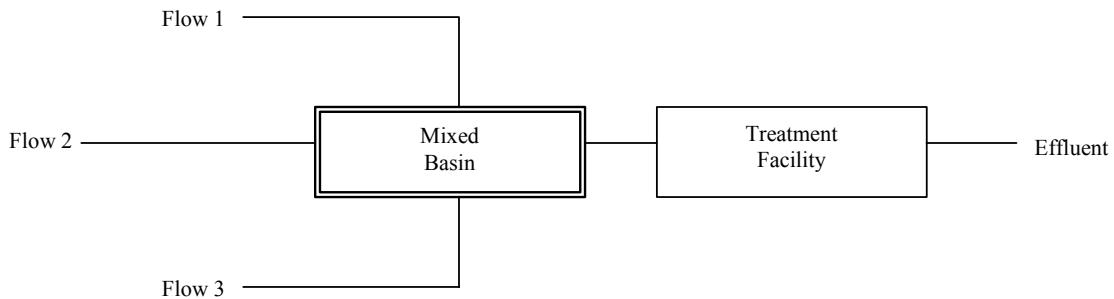 Flow 1
Flow 2
Mixed
Basin
Treatment
Facility
Effluent
Flow 3